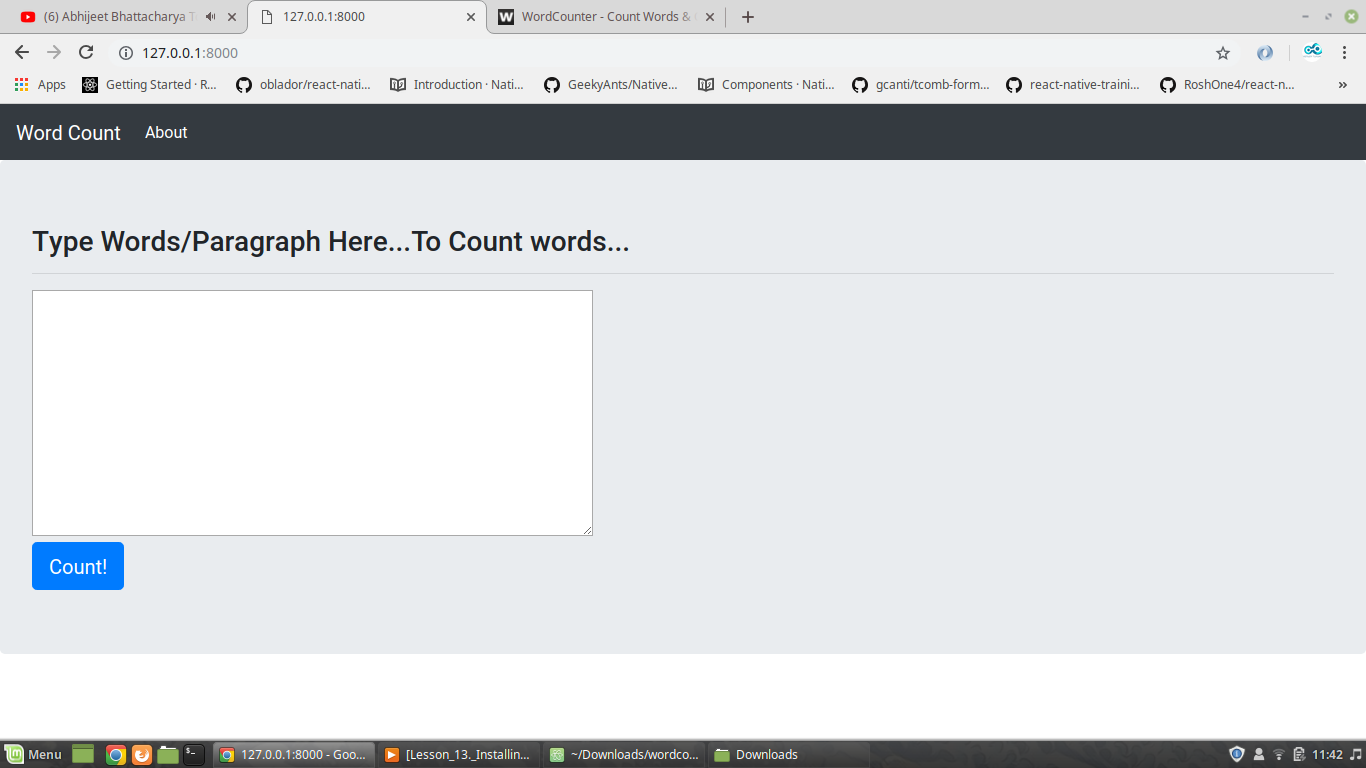 (6) Abhijeet Bhattacharya T
127.0.0.1:8000
WordCounter - Count Words &
127.0.0.1:8000
Apps
Getting Started · R...
oblador/react-nati...
Introduction · Nati...
GeekyAnts/Native...
Components · Nati...
gcanti/tcomb-form...
react-native-traini...
RoshOne4/react-n...
»
Word Count
About
Type Words/Paragraph Here...To Count words...
Count!
Menu
127.0.0.1:8000 - Goo...
[Lesson_13._Installin...
~/Downloads/wordco...
Downloads
11:42